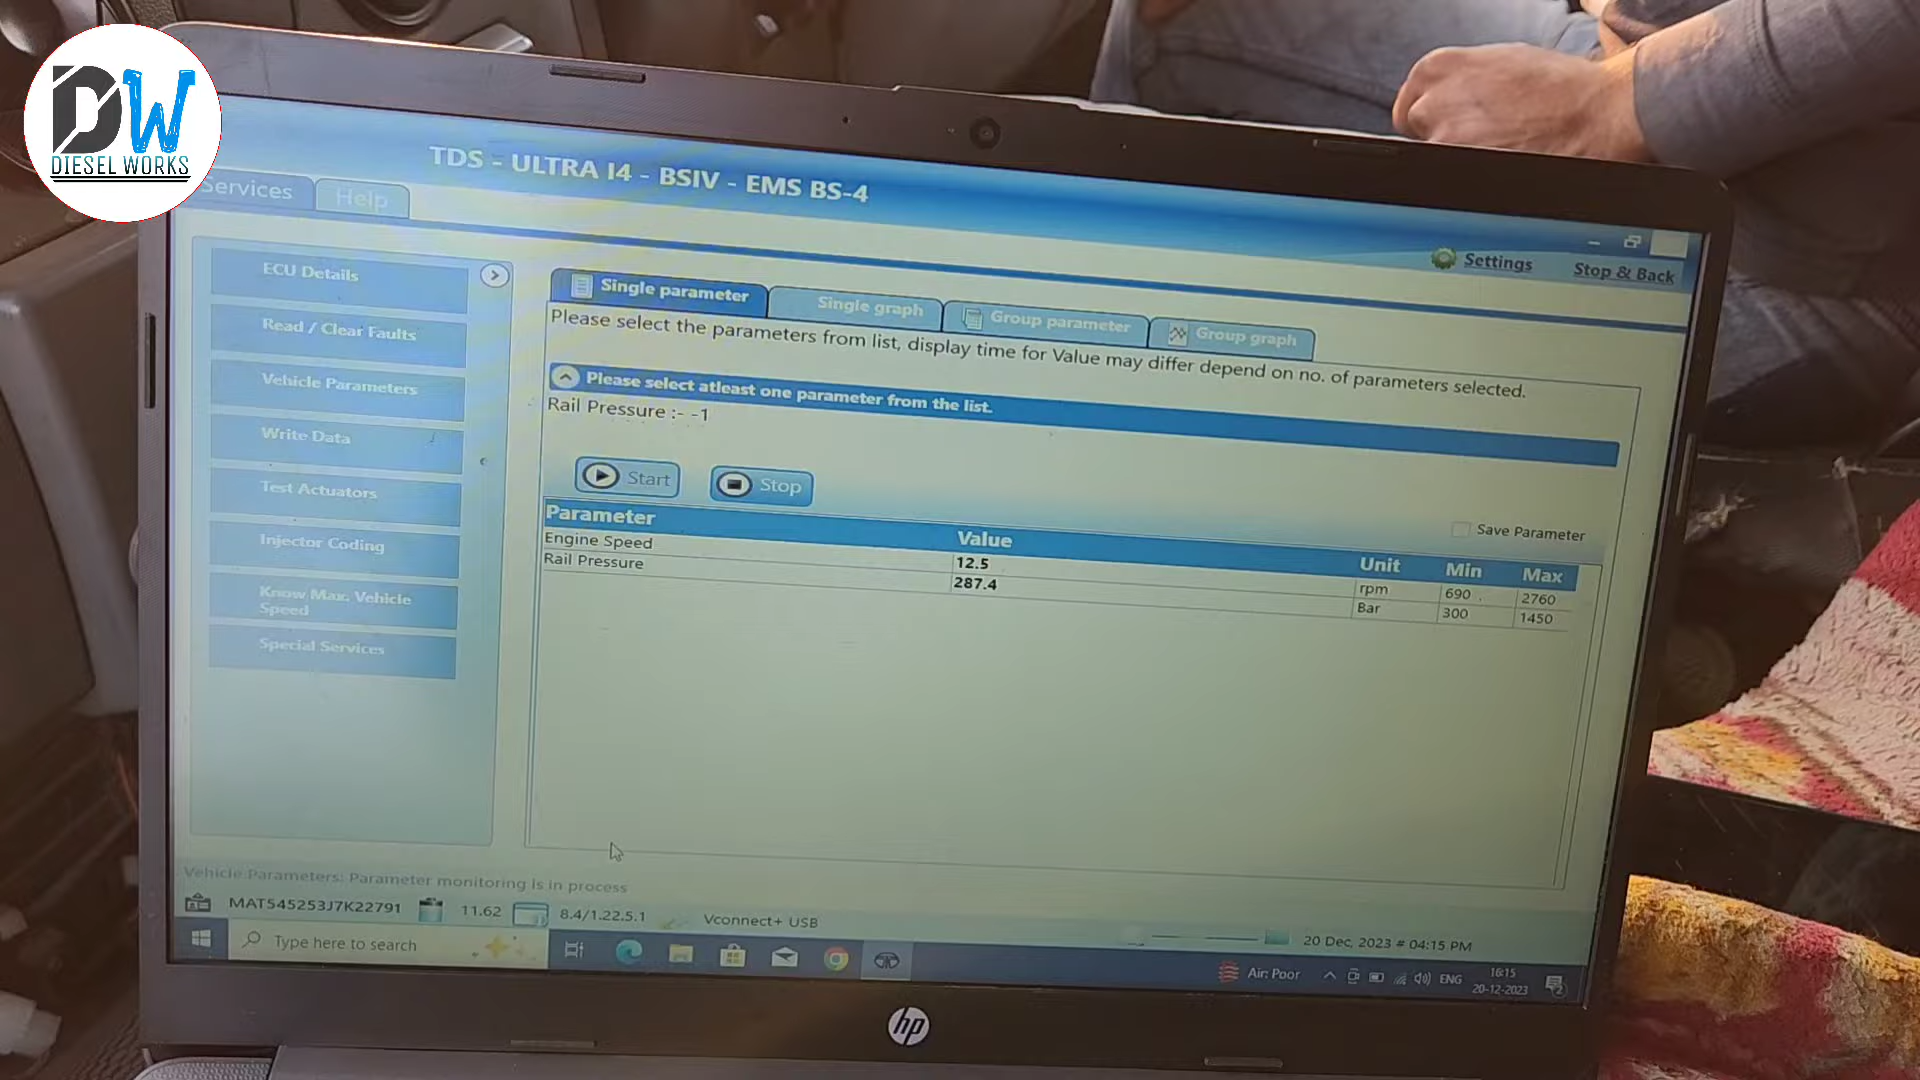 DW
DIESEL WORKS
TDS - ULTRA I4 - BSIV - EMS BS-4
Services
Help
Settings
Stop & Back
ECU Details
Read / Clear Faults
Vehicle Parameters
Write Data
Test Actuators
Injector Coding
Know Max. Vehicle
Speed
Special Services
Single parameter
Single graph
Group parameter
Group graph
Please select the parameters from list, display time for Value may differ depend on no. of parameters selected.
Please select atleast one parameter from the list.
Rail Pressure :- -1
Start
Stop
Save Parameter
Parameter Value Unit Min Max
Engine Speed 12.5 rpm 690 2760
Rail Pressure 287.4 Bar 300 1450
Vehicle Parameters: Parameter monitoring is in process
MAT545253J7K22791 11.62 8.4/1.22.5.1 Vconnect+ USB 20 Dec, 2023 # 04:15 PM
Type here to search
Air: Poor
ENG
16:15
20-12-2023
2
hp